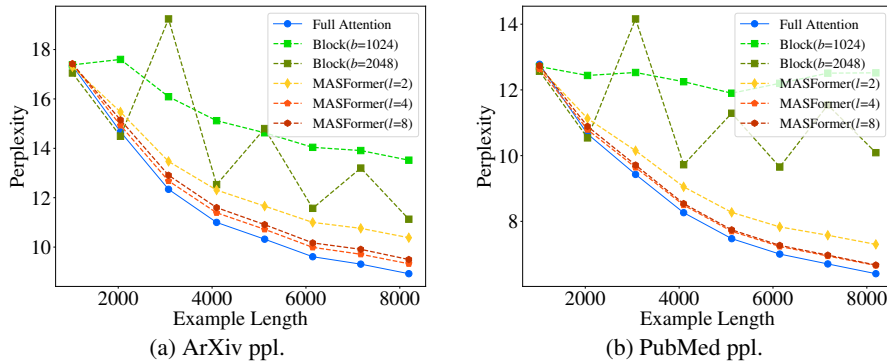 Full Attention
Block(b=1024)
Block(b=2048)
MASFormer(l=2)
MASFormer(l=4)
MASFormer(l=8)
Perplexity
18
16
14
12
10
2000 4000 6000 8000
Example Length
(a) ArXiv ppl.
Full Attention
Block(b=1024)
Block(b=2048)
MASFormer(l=2)
MASFormer(l=4)
MASFormer(l=8)
Perplexity
14
12
10
8
2000 4000 6000 8000
Example Length
(b) PubMed ppl.